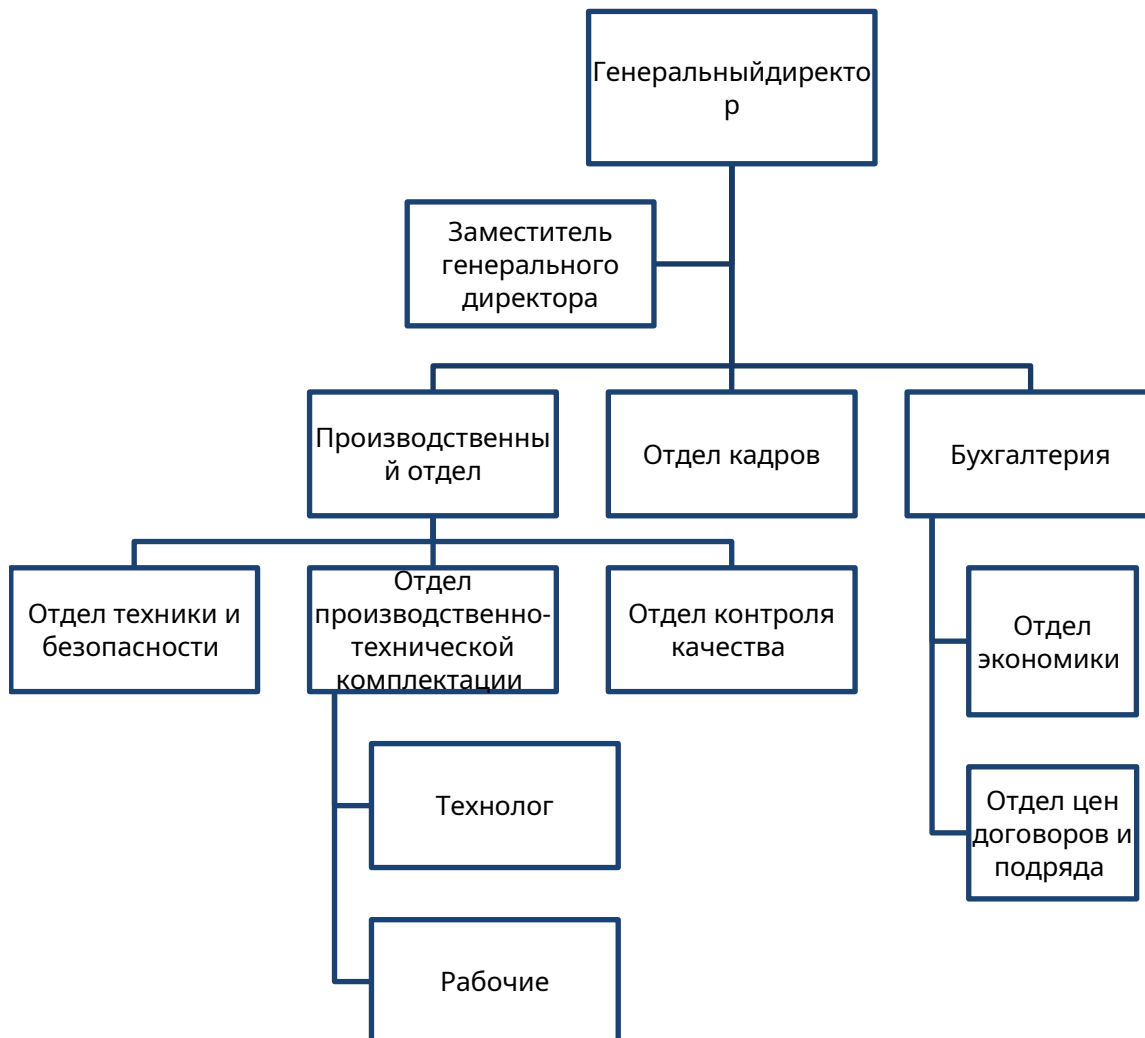 Генеральныйдиректо
р
Заместитель
генерального
директора
Производственны
й отдел
Отдел кадров
Бухгалтерия
Отдел техники и
безопасности
Отдел
производственно-
технической
комплектации
Отдел контроля
качества
Отдел
экономики
Технолог
Отдел цен
договоров и
подряда
Рабочие